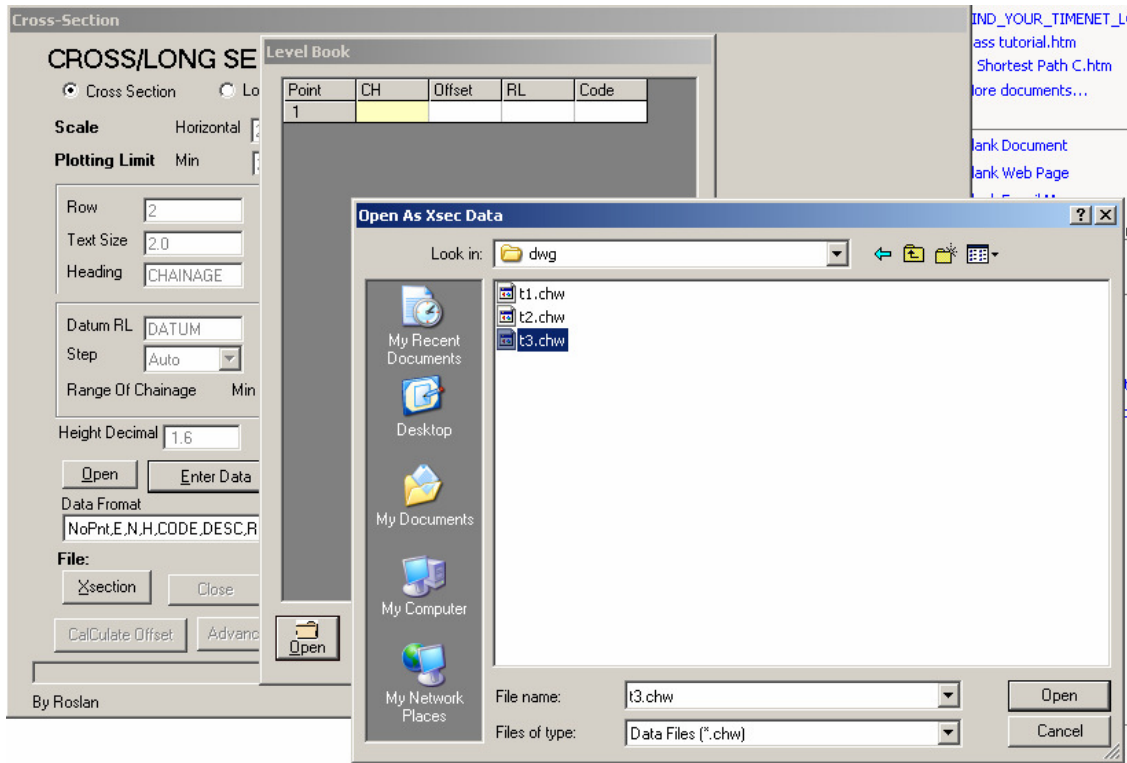 Cross-Section
CROSS/LONG SE
Cross Section
Scale Horizontal
Plotting Limit Min
Row 2
Text Size 2.0
Heading CHAINAGE
Datum RL DATUM
Step Auto
Range Of Chainage Min
Height Decimal 1.6
Open Enter Data
Data Fromat
NoPnt,E,N,H,CODE,DESC,R
File:
Xsection Close
CalCulate Offset Advanc
By Roslan
Level Book
Point CH Offset RL Code
1
Open
Open As Xsec Data
Look in: dwg
t1.chw
t2.chw
t3.chw
My Recent
Documents
Desktop
My Documents
My Computer
My Network
Places
File name: t3.chw Open
Files of type: Data Files (*.chw) Cancel
IND_YOUR_TIMENET_L
ass tutorial.htm
Shortest Path C.htm
lore documents...
lank Document
lank Web Page